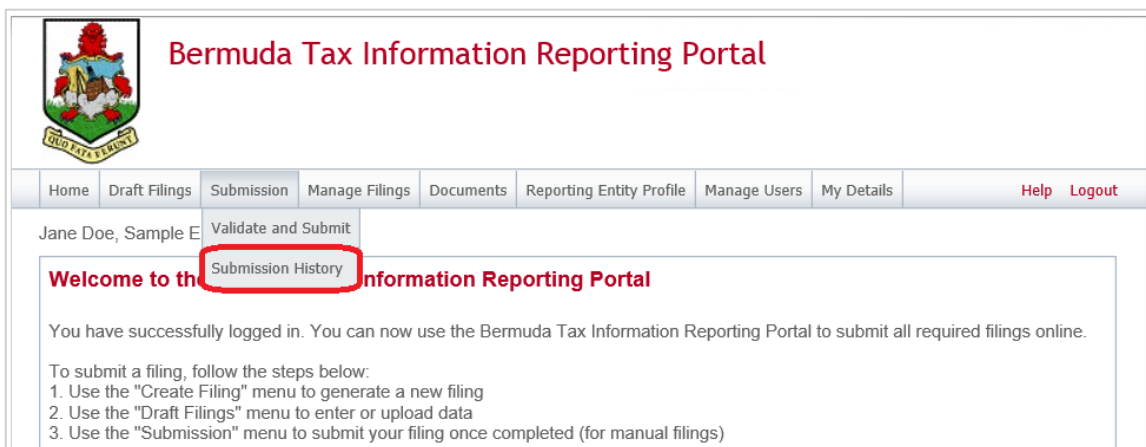 Bermuda Tax Information Reporting Portal
QUO FATA FERUNT
Home Draft Filings Submission Manage Filings Documents Reporting Entity Profile Manage Users My Details Help Logout
Jane Doe, Sample E
Validate and Submit
Submission History
Welcome to the nformation Reporting Portal
You have successfully logged in. You can now use the Bermuda Tax Information Reporting Portal to submit all required filings online.
To submit a filing, follow the steps below:
1. Use the "Create Filing" menu to generate a new filing
2. Use the "Draft Filings" menu to enter or upload data
3. Use the "Submission" menu to submit your filing once completed (for manual filings)